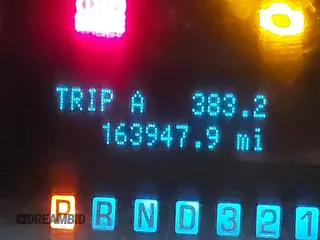 TRIP A 383.2
163947.9 mi
P R N D 3 2 1
DREAMBID